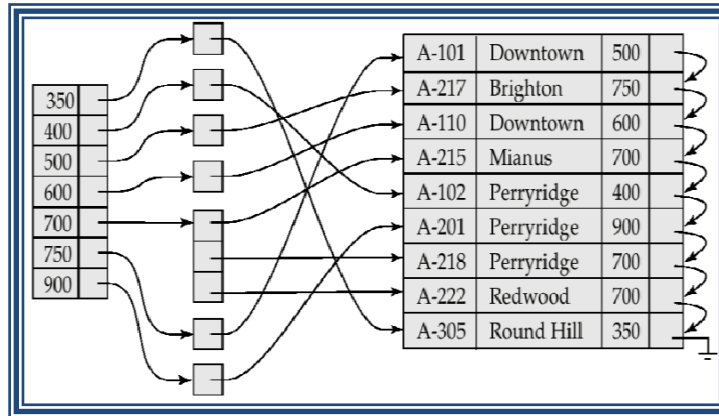 350
400
500
600
700
750
900
A-101 Downtown 500
A-217 Brighton 750
A-110 Downtown 600
A-215 Mianus 700
A-102 Perryridge 400
A-201 Perryridge 900
A-218 Perryridge 700
A-222 Redwood 700
A-305 Round Hill 350